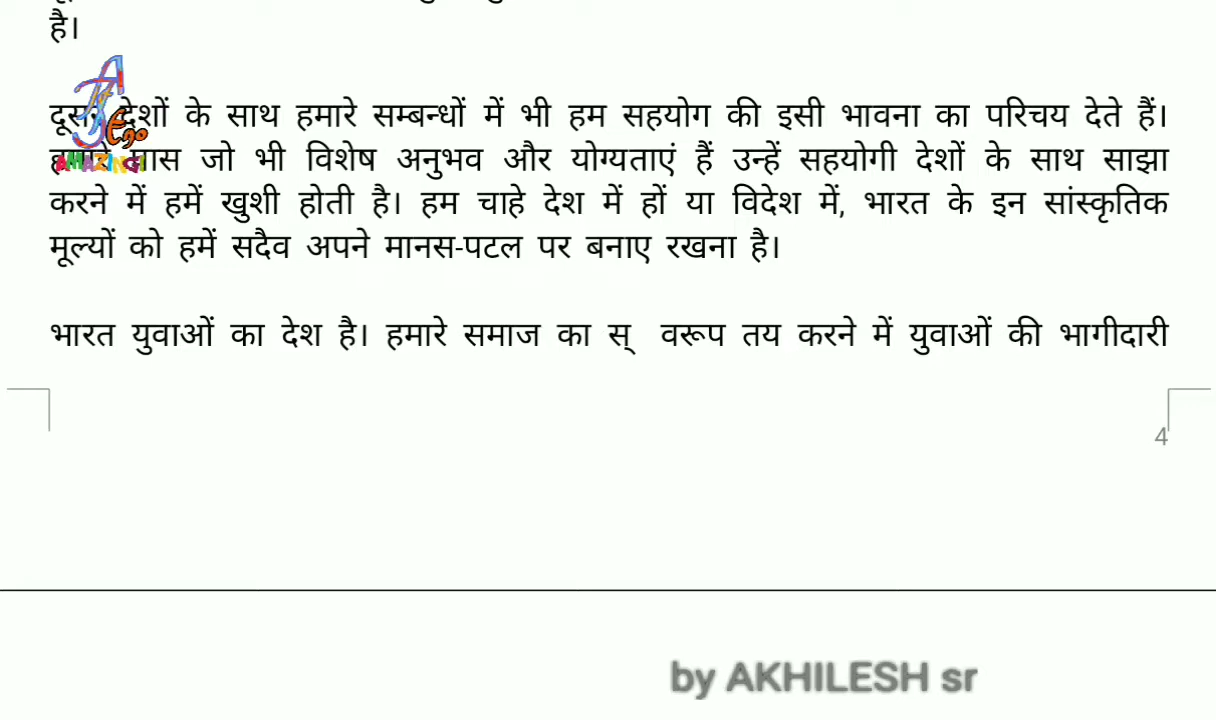 है।
दूसरे देशों के साथ हमारे सम्बन्धों में भी हम सहयोग की इसी भावना का परिचय देते हैं।
हमारे पास जो भी विशेष अनुभव और योग्यताएं हैं उन्हें सहयोगी देशों के साथ साझा
करने में हमें खुशी होती है। हम चाहे देश में हों या विदेश में, भारत के इन सांस्कृतिक
मूल्यों को हमें सदैव अपने मानस-पटल पर बनाए रखना है।
भारत युवाओं का देश है। हमारे समाज का स् वरूप तय करने में युवाओं की भागीदारी
4
by AKHILESH sr
Ego
AMAZING